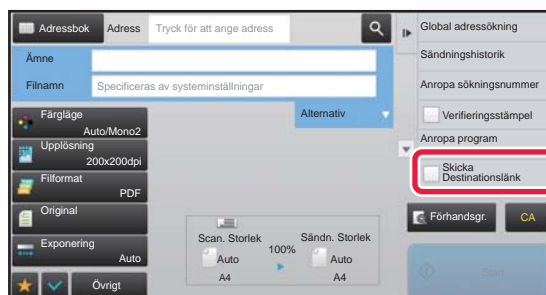 Adressbok Adress Tryck för att ange adress
Ämne
Filnamn Specificeras av systeminställningar
Alternativ
Färgläge
Auto/Mono2
Upplösning
200x200dpi
Filformat
PDF
Original
Exponering
Auto
Övrigt
Scan. Storlek 100% Sändn. Storlek
Auto Auto
A4 A4
Global adressökning
Sändningshistorik
Anropa sökningsnummer
Verifieringsstämpel
Anropa program
Skicka
Destinationslänk
Förhandsgr. CA
Start